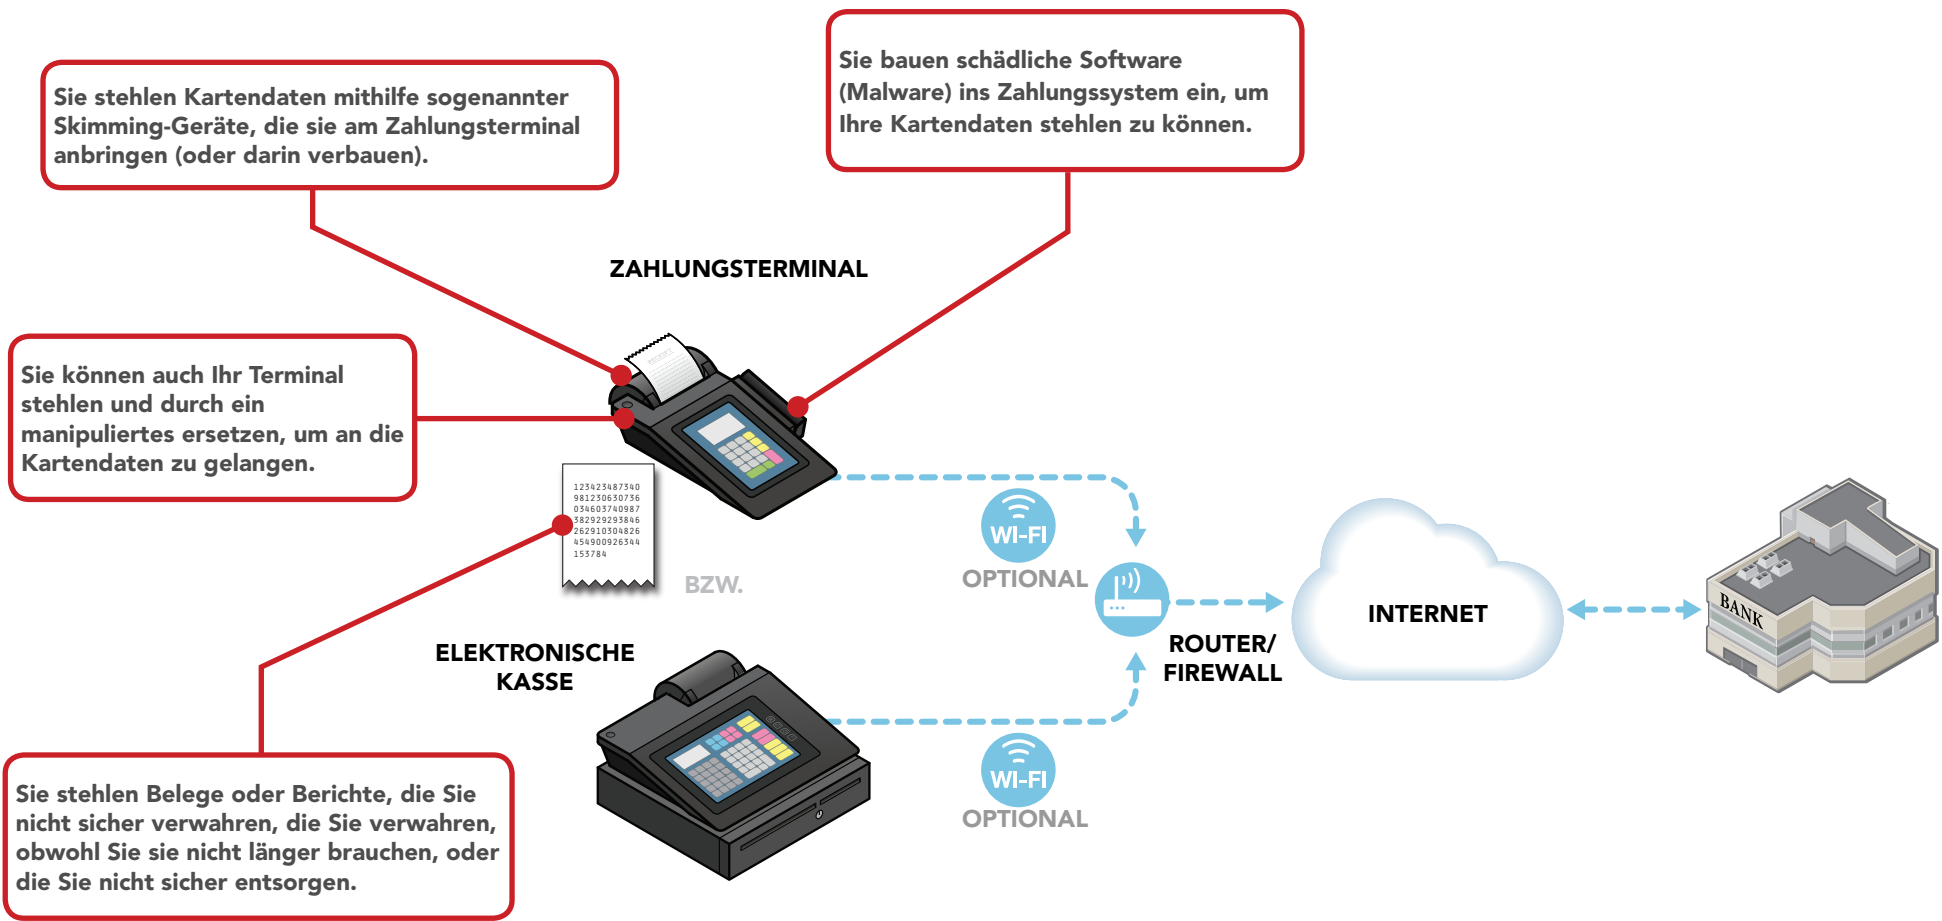 Sie bauen schädliche Software
(Malware) ins Zahlungssystem ein, um
Ihre Kartendaten stehlen zu können.
Sie stehlen Kartendaten mithilfe sogenannter
Skimming-Geräte, die sie am Zahlungsterminal
anbringen (oder darin verbauen).
ZAHLUNGSTERMINAL
Sie können auch Ihr Terminal
stehlen und durch ein
manipuliertes ersetzen, um an die
Kartendaten zu gelangen.
RECEIPT
123423487340
981230630736
034603740987
382929293846
262910304826
454900926344
153784
BZW.
WI-FI
OPTIONAL
INTERNET
BANK
ROUTER/
FIREWALL
ELEKTRONISCHE
KASSE
WI-FI
OPTIONAL
Sie stehlen Belege oder Berichte, die Sie
nicht sicher verwahren, die Sie verwahren,
obwohl Sie sie nicht länger brauchen, oder
die Sie nicht sicher entsorgen.